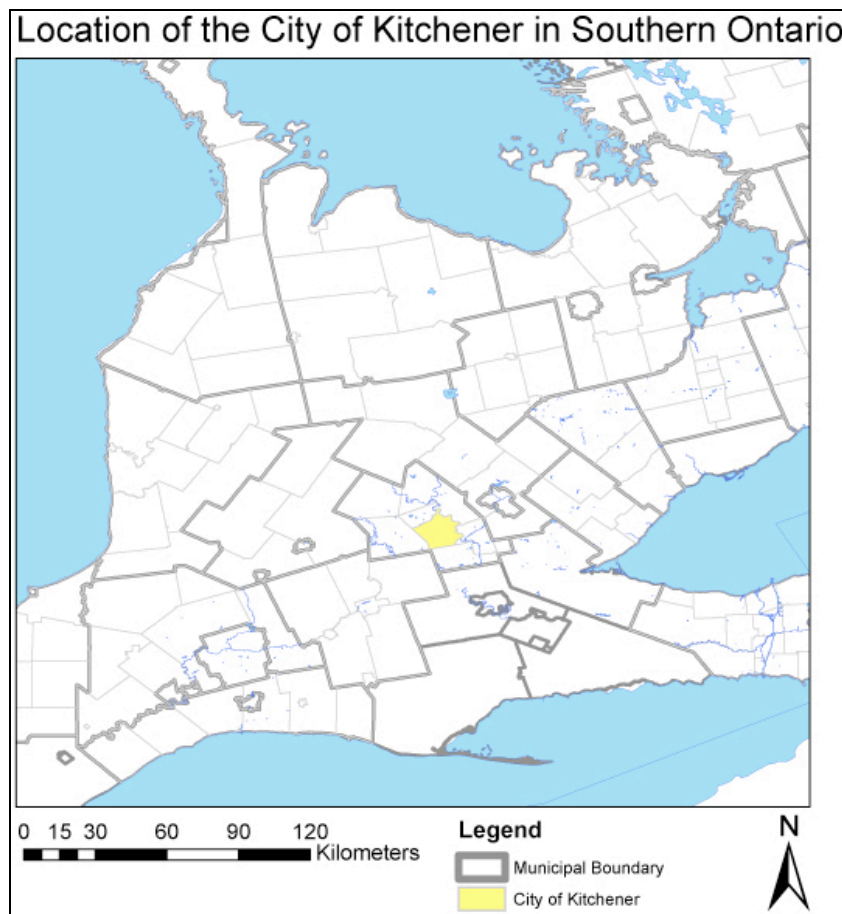 Location of the City of Kitchener in Southern Ontario
0 15 30 60 90 120
Kilometers
Legend
Municipal Boundary
City of Kitchener
N